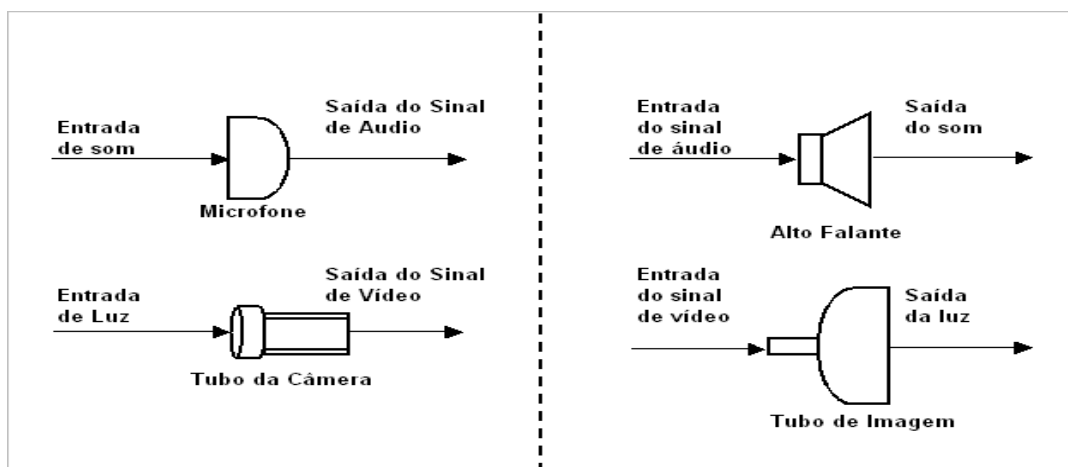 Entrada
de som
Saída do Sinal
de Audio
Microfone
Entrada
de Luz
Saída do Sinal
de Vídeo
Tubo da Câmera
Entrada
do sinal
de áudio
Saída
do som
Alto Falante
Entrada
do sinal
de vídeo
Saída
da luz
Tubo de Imagem